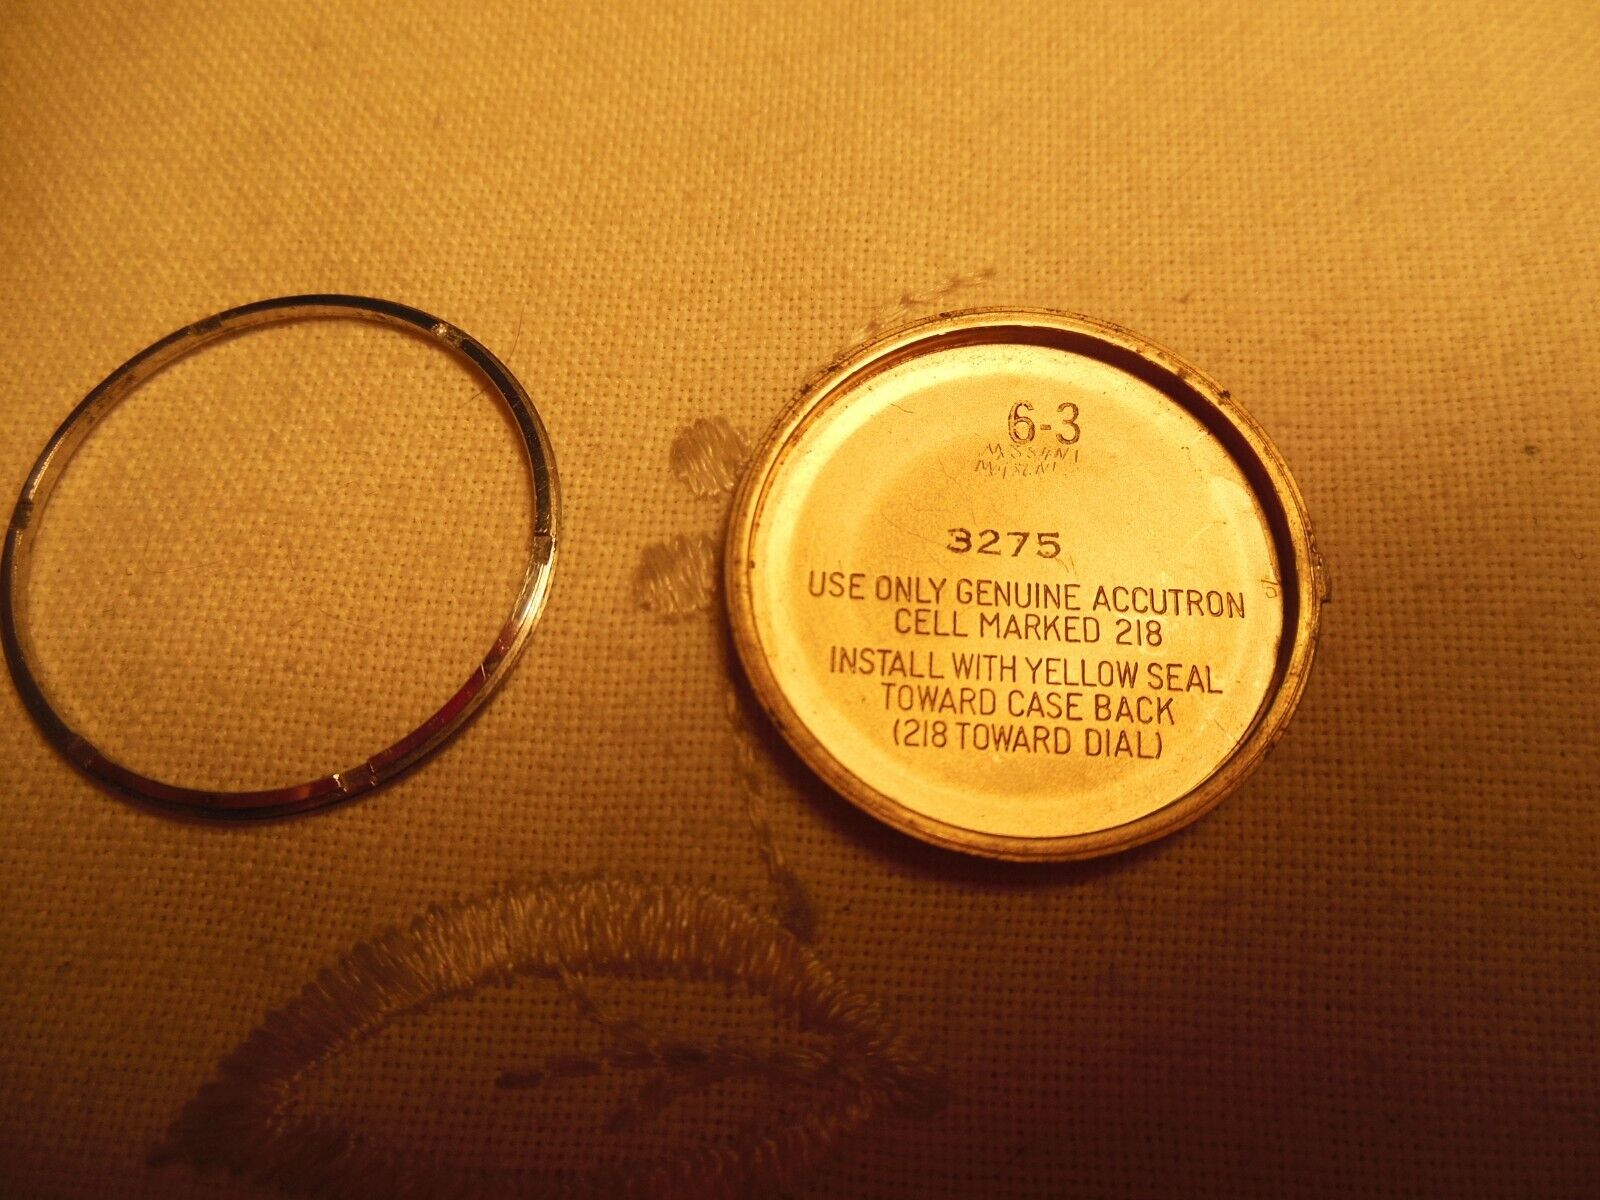 6-3
3275
USE ONLY GENUINE ACCUTRON
CELL MARKED 218
INSTALL WITH YELLOW SEAL
TOWARD CASE BACK
(218 TOWARD DIAL)